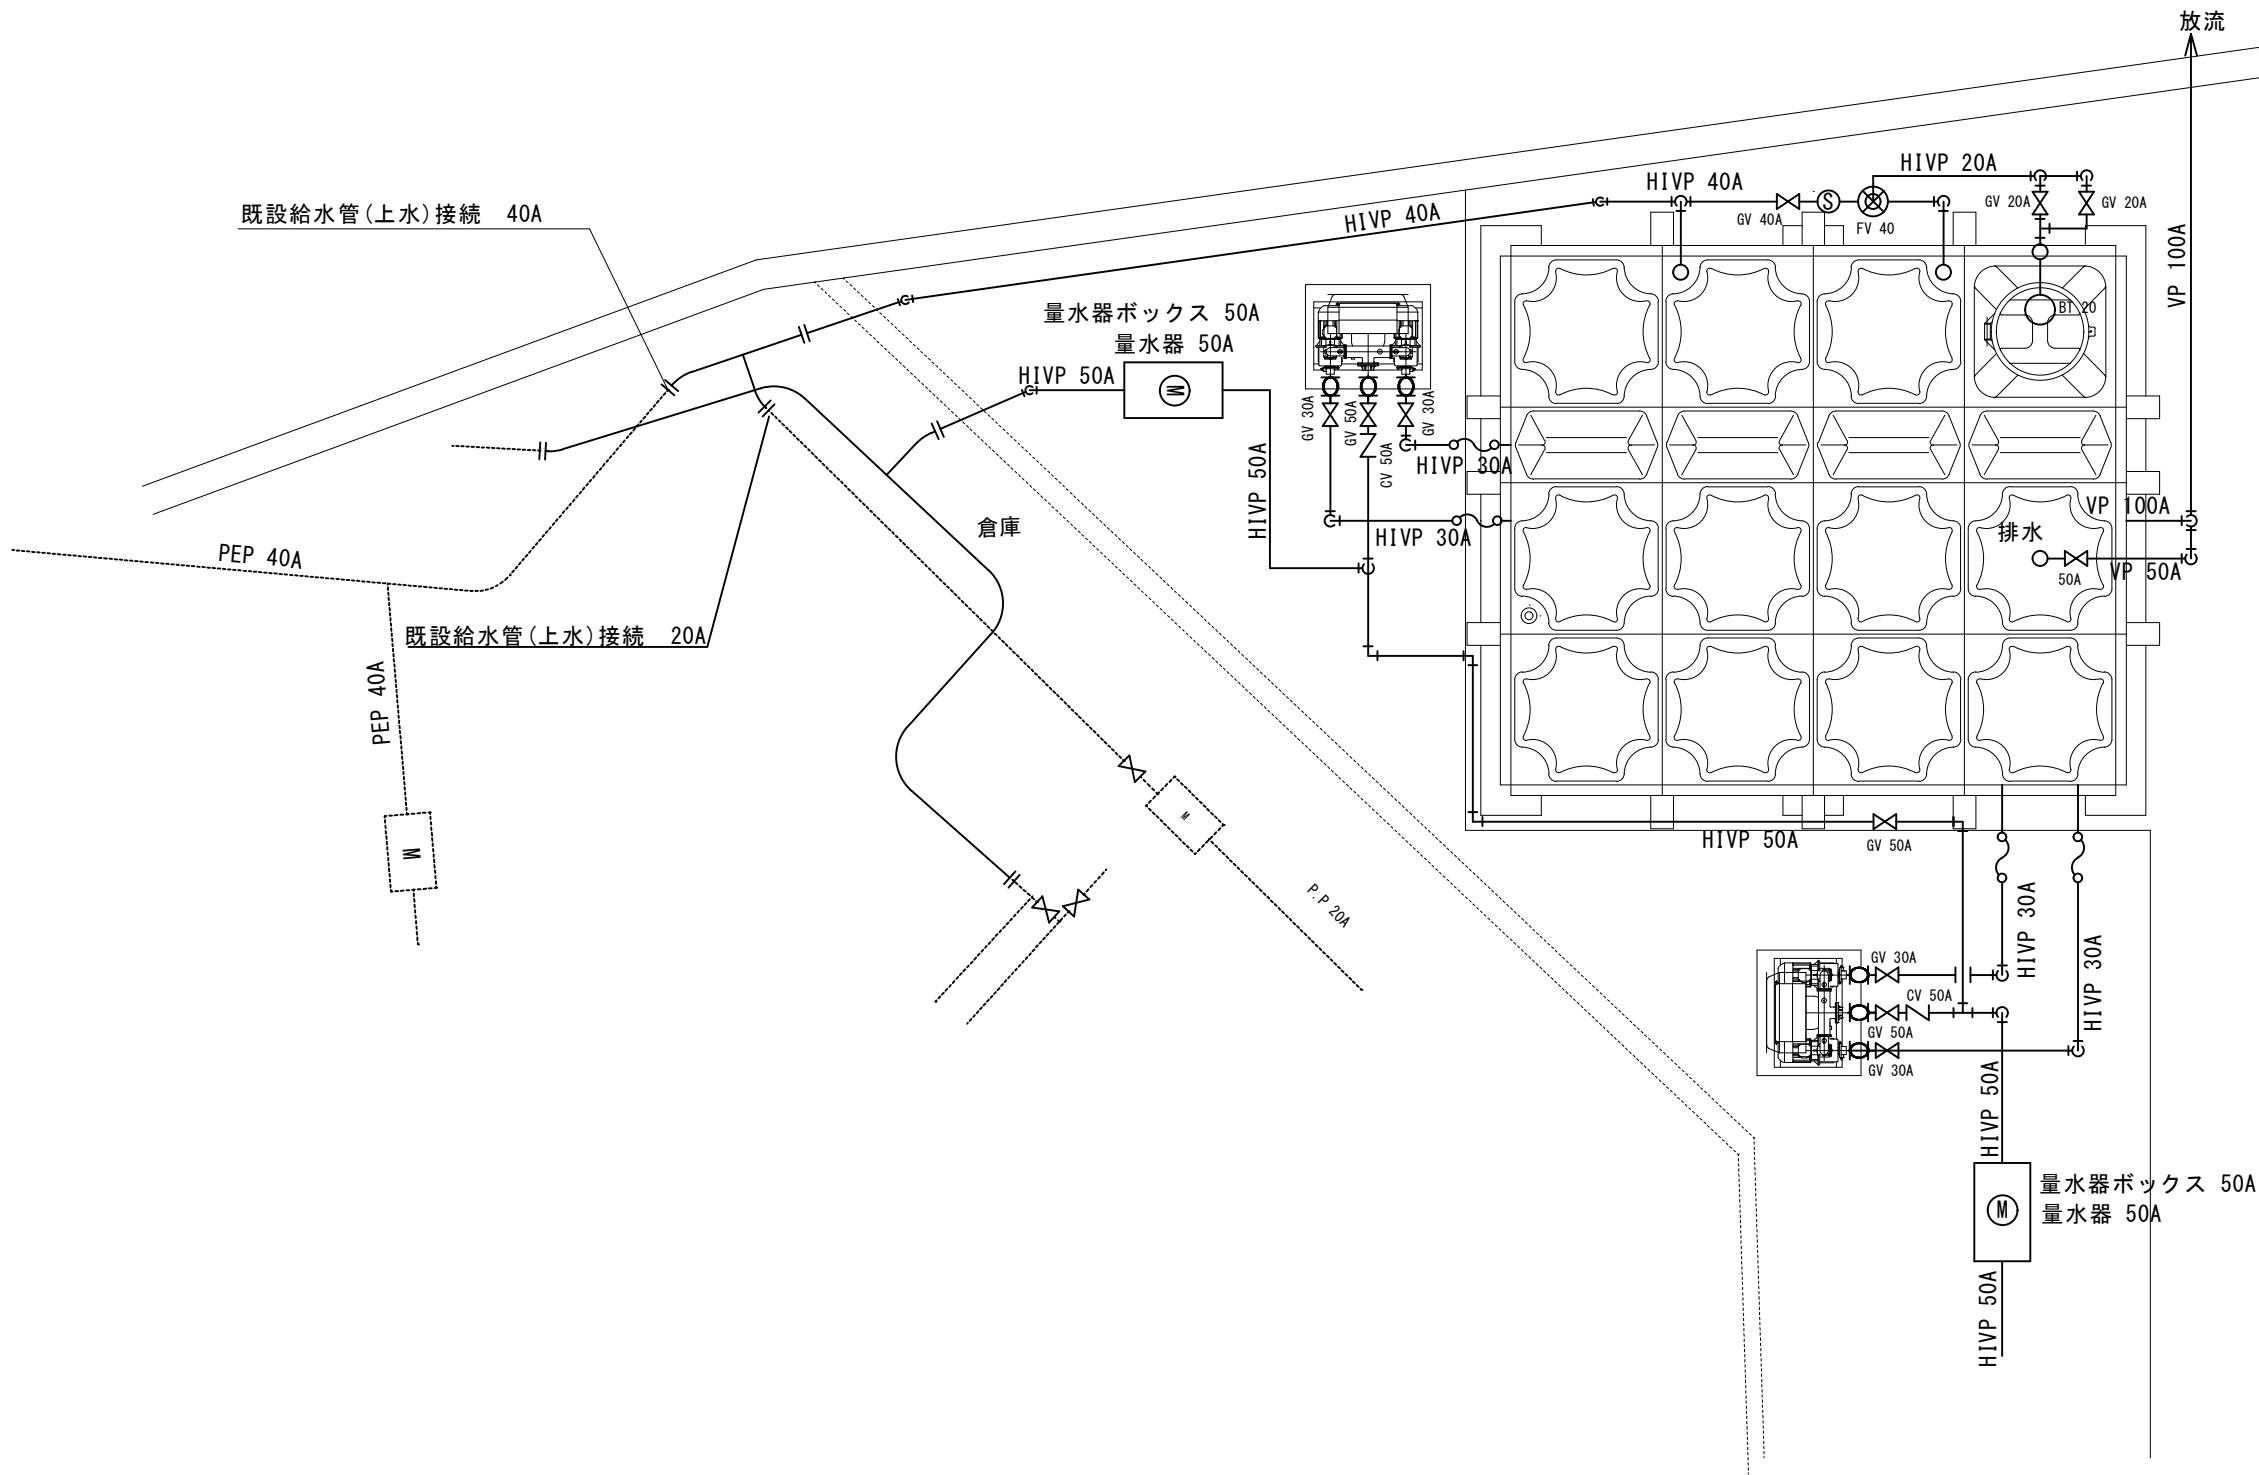 放流
HIVP 20A
HIVP 40A
GV 20A
GV 20A
既設給水管(上水)接続 40A
HIVP 40A
GV 40A
S
FV 40
VP 100A
量水器ボックス 50A
量水器 50A
BT 20
HIVP 50A
M
GV 30A
GV 50A
GV 30A
CV 50A
HIVP 50A
HIVP 30A
HIVP 30A
倉庫
VP 100A
排水
50A
VP 50A
PEP 40A
既設給水管(上水)接続 20A
PEP 40A
M
M
P.P 20A
HIVP 50A
GV 50A
HIVP 30A
HIVP 30A
GV 30A
CV 50A
GV 50A
GV 30A
HIVP 50A
量水器ボックス 50A
M
量水器 50A
HIVP 50A